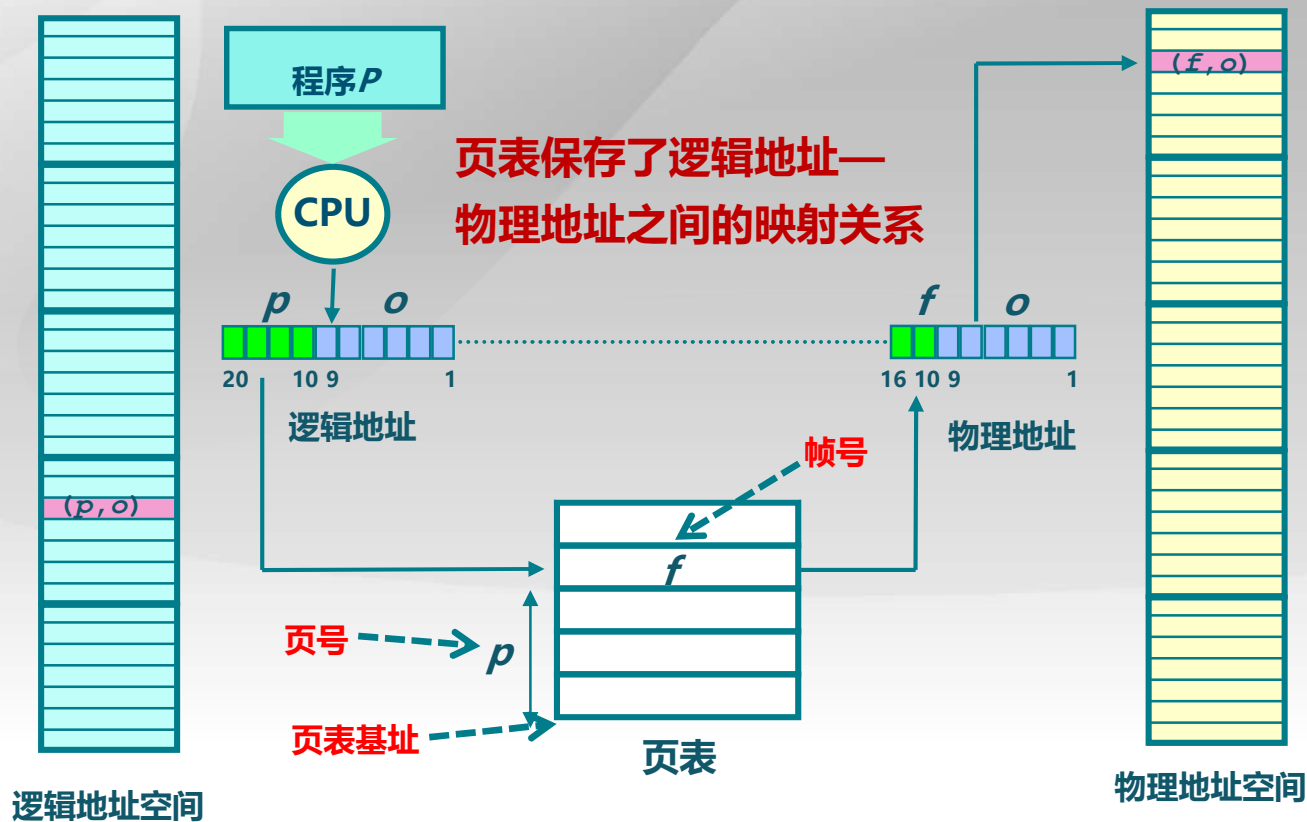 程序P
(f,o)
CPU
页表保存了逻辑地址—
物理地址之间的映射关系
p o
f o
20 10 9 1
16 10 9 1
逻辑地址
物理地址
帧号
(p,o)
f
页号
p
页表基址
页表
逻辑地址空间
物理地址空间